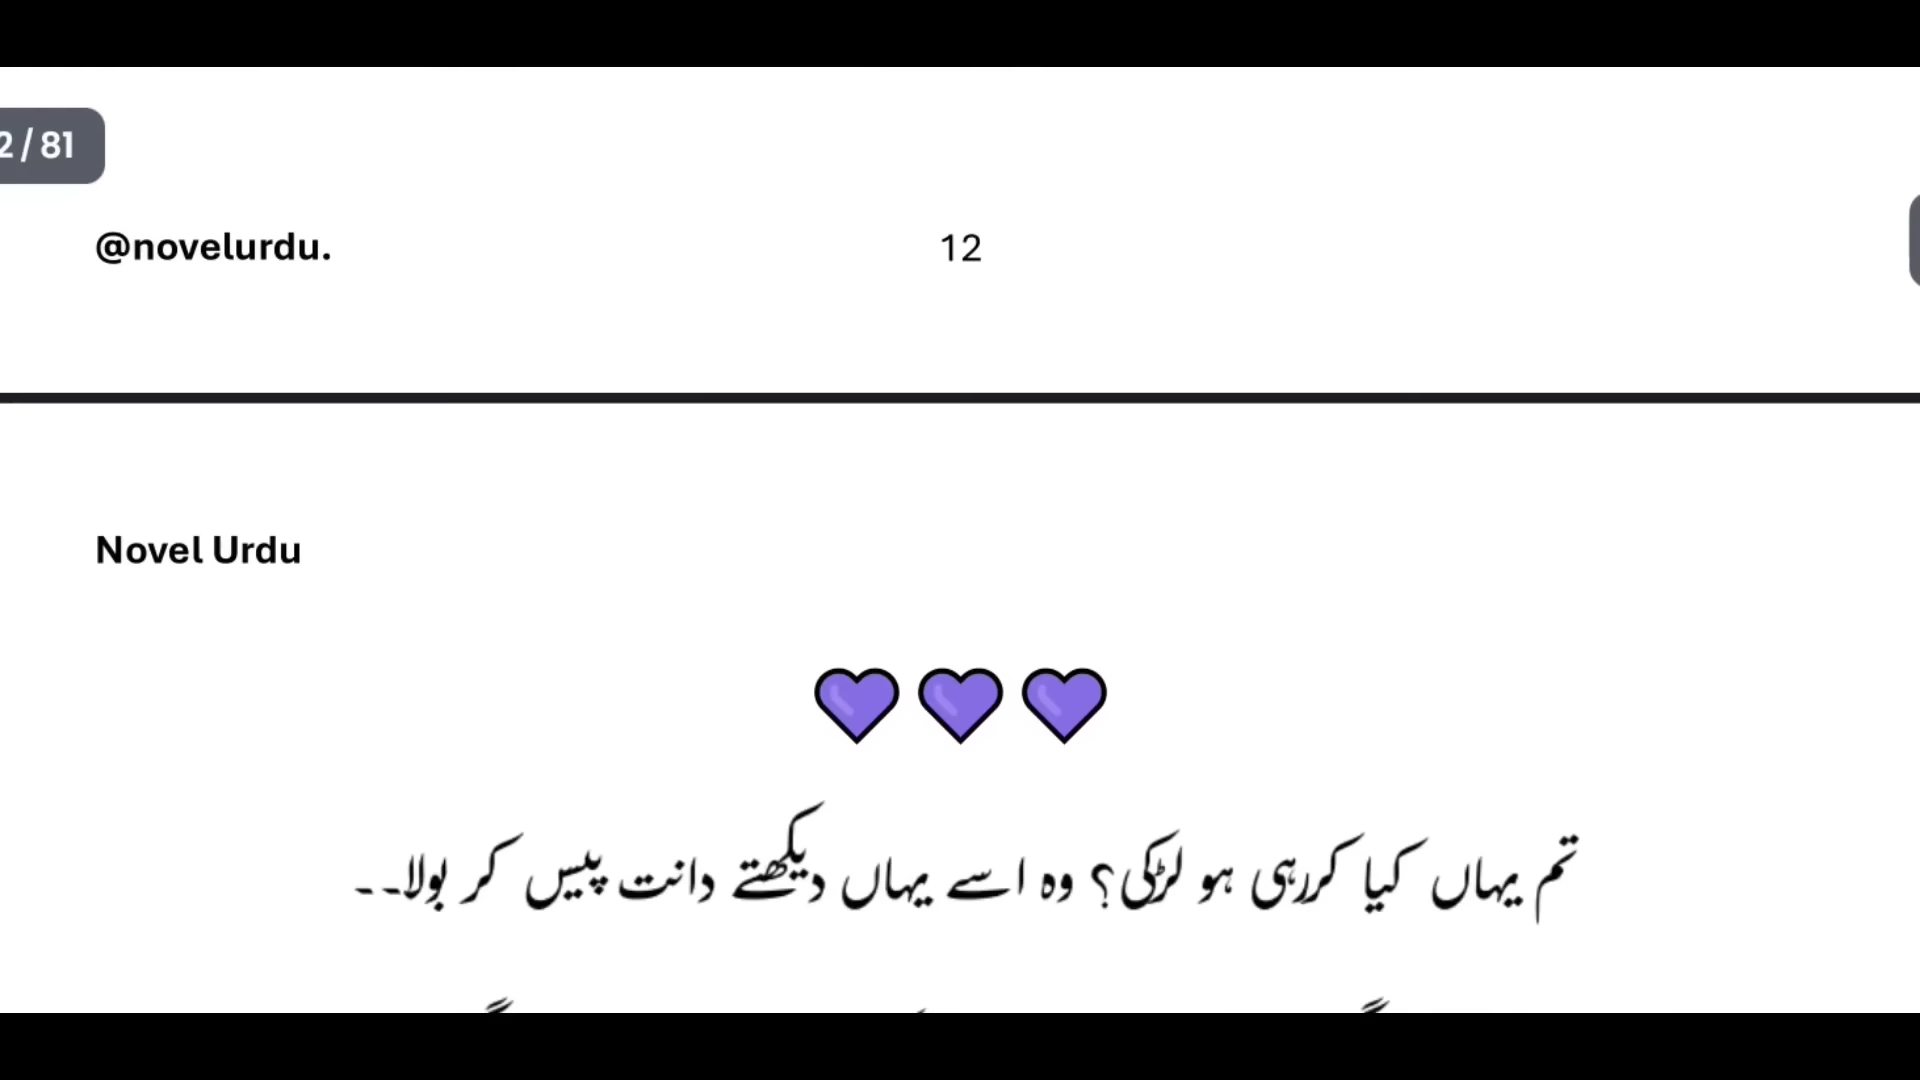 2/81
@novelurdu.
12
Novel Urdu
💜💜💜
تم یہاں کیا کررہی ہو لڑکی؟ وہ اسے یہاں دیکھتے دانت پیس کر بولا۔۔